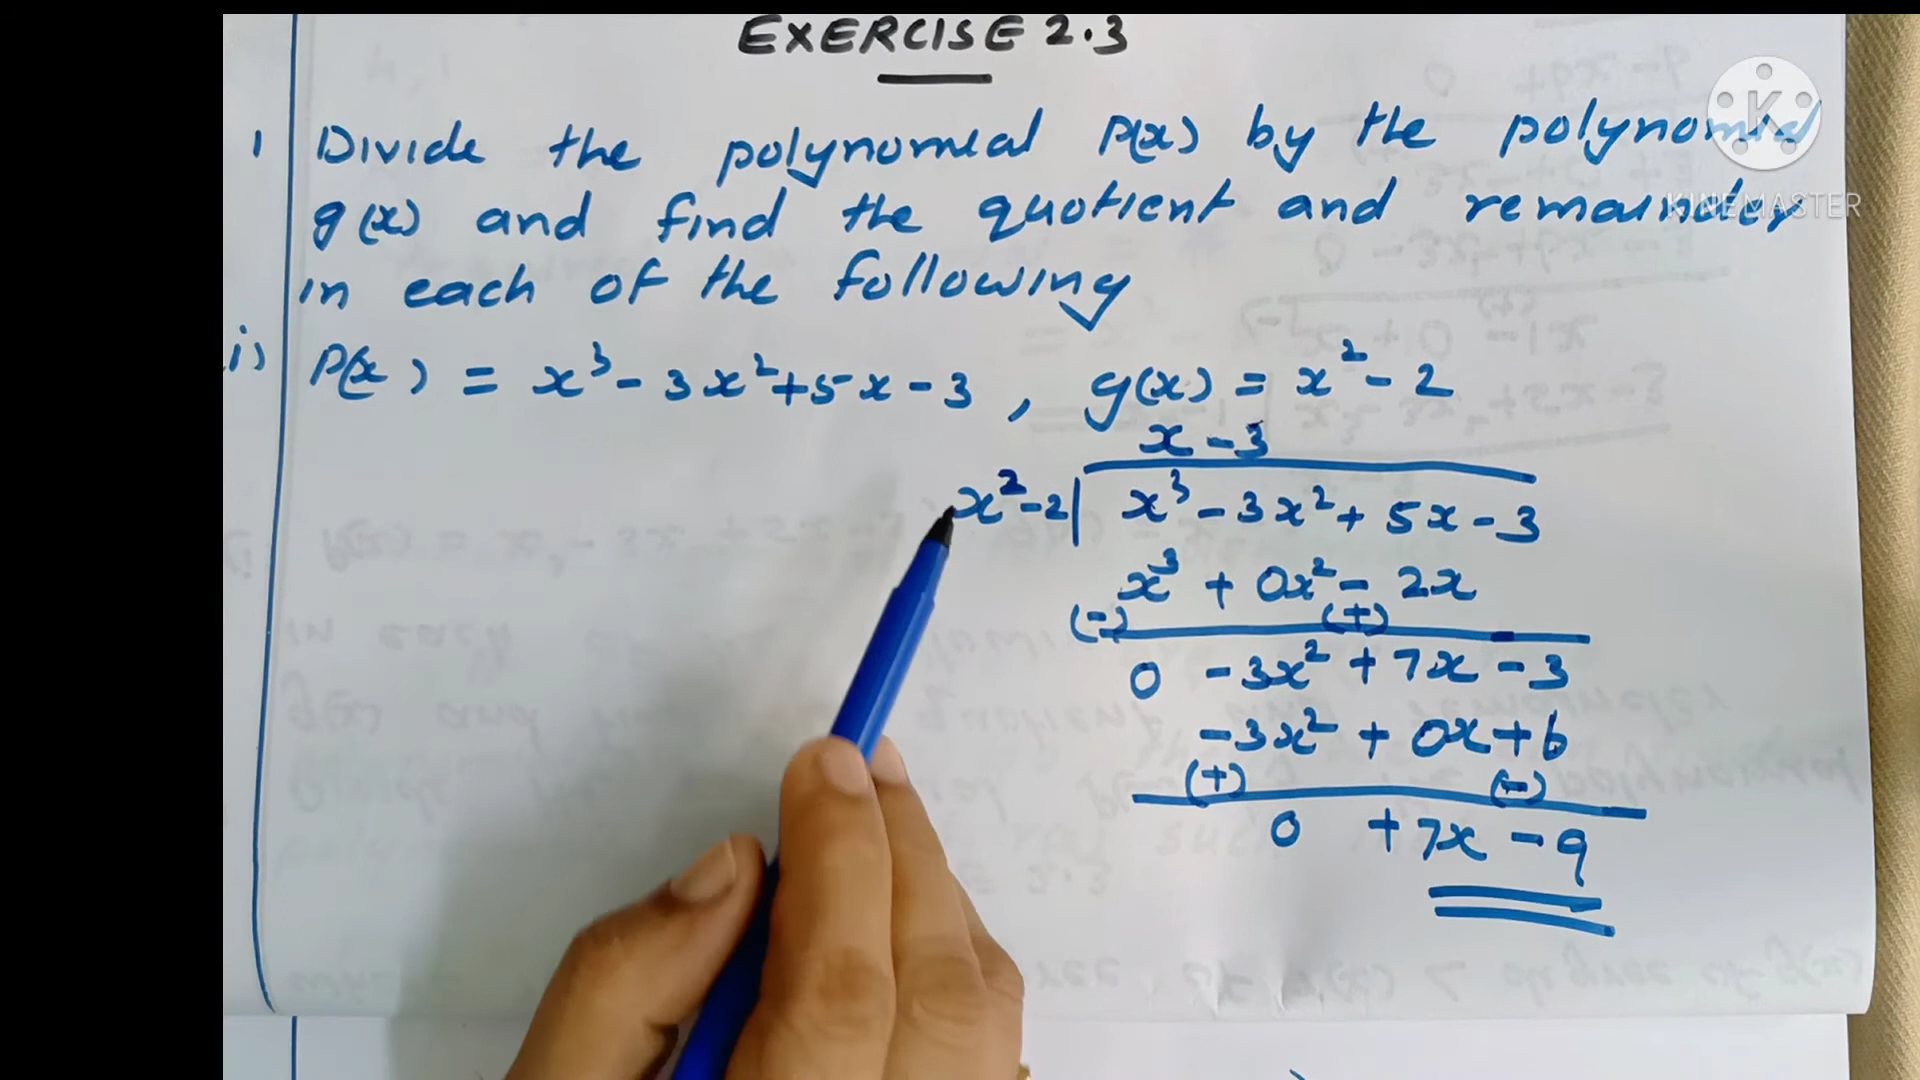 EXERCISE 2.3
1 Divide the polynomial P(x) by the polynomial
g(x) and find the quotient and remainder
in each of the following
i) P(x) = x³ - 3x² + 5x - 3 , g(x) = x² - 2
x - 3
x² - 2 | x³ - 3x² + 5x - 3
x³ + 0x² - 2x
(-) (+)
0 - 3x² + 7x - 3
- 3x² + 0x + 6
(+) (-)
0 + 7x - 9
K
KINEMASTER